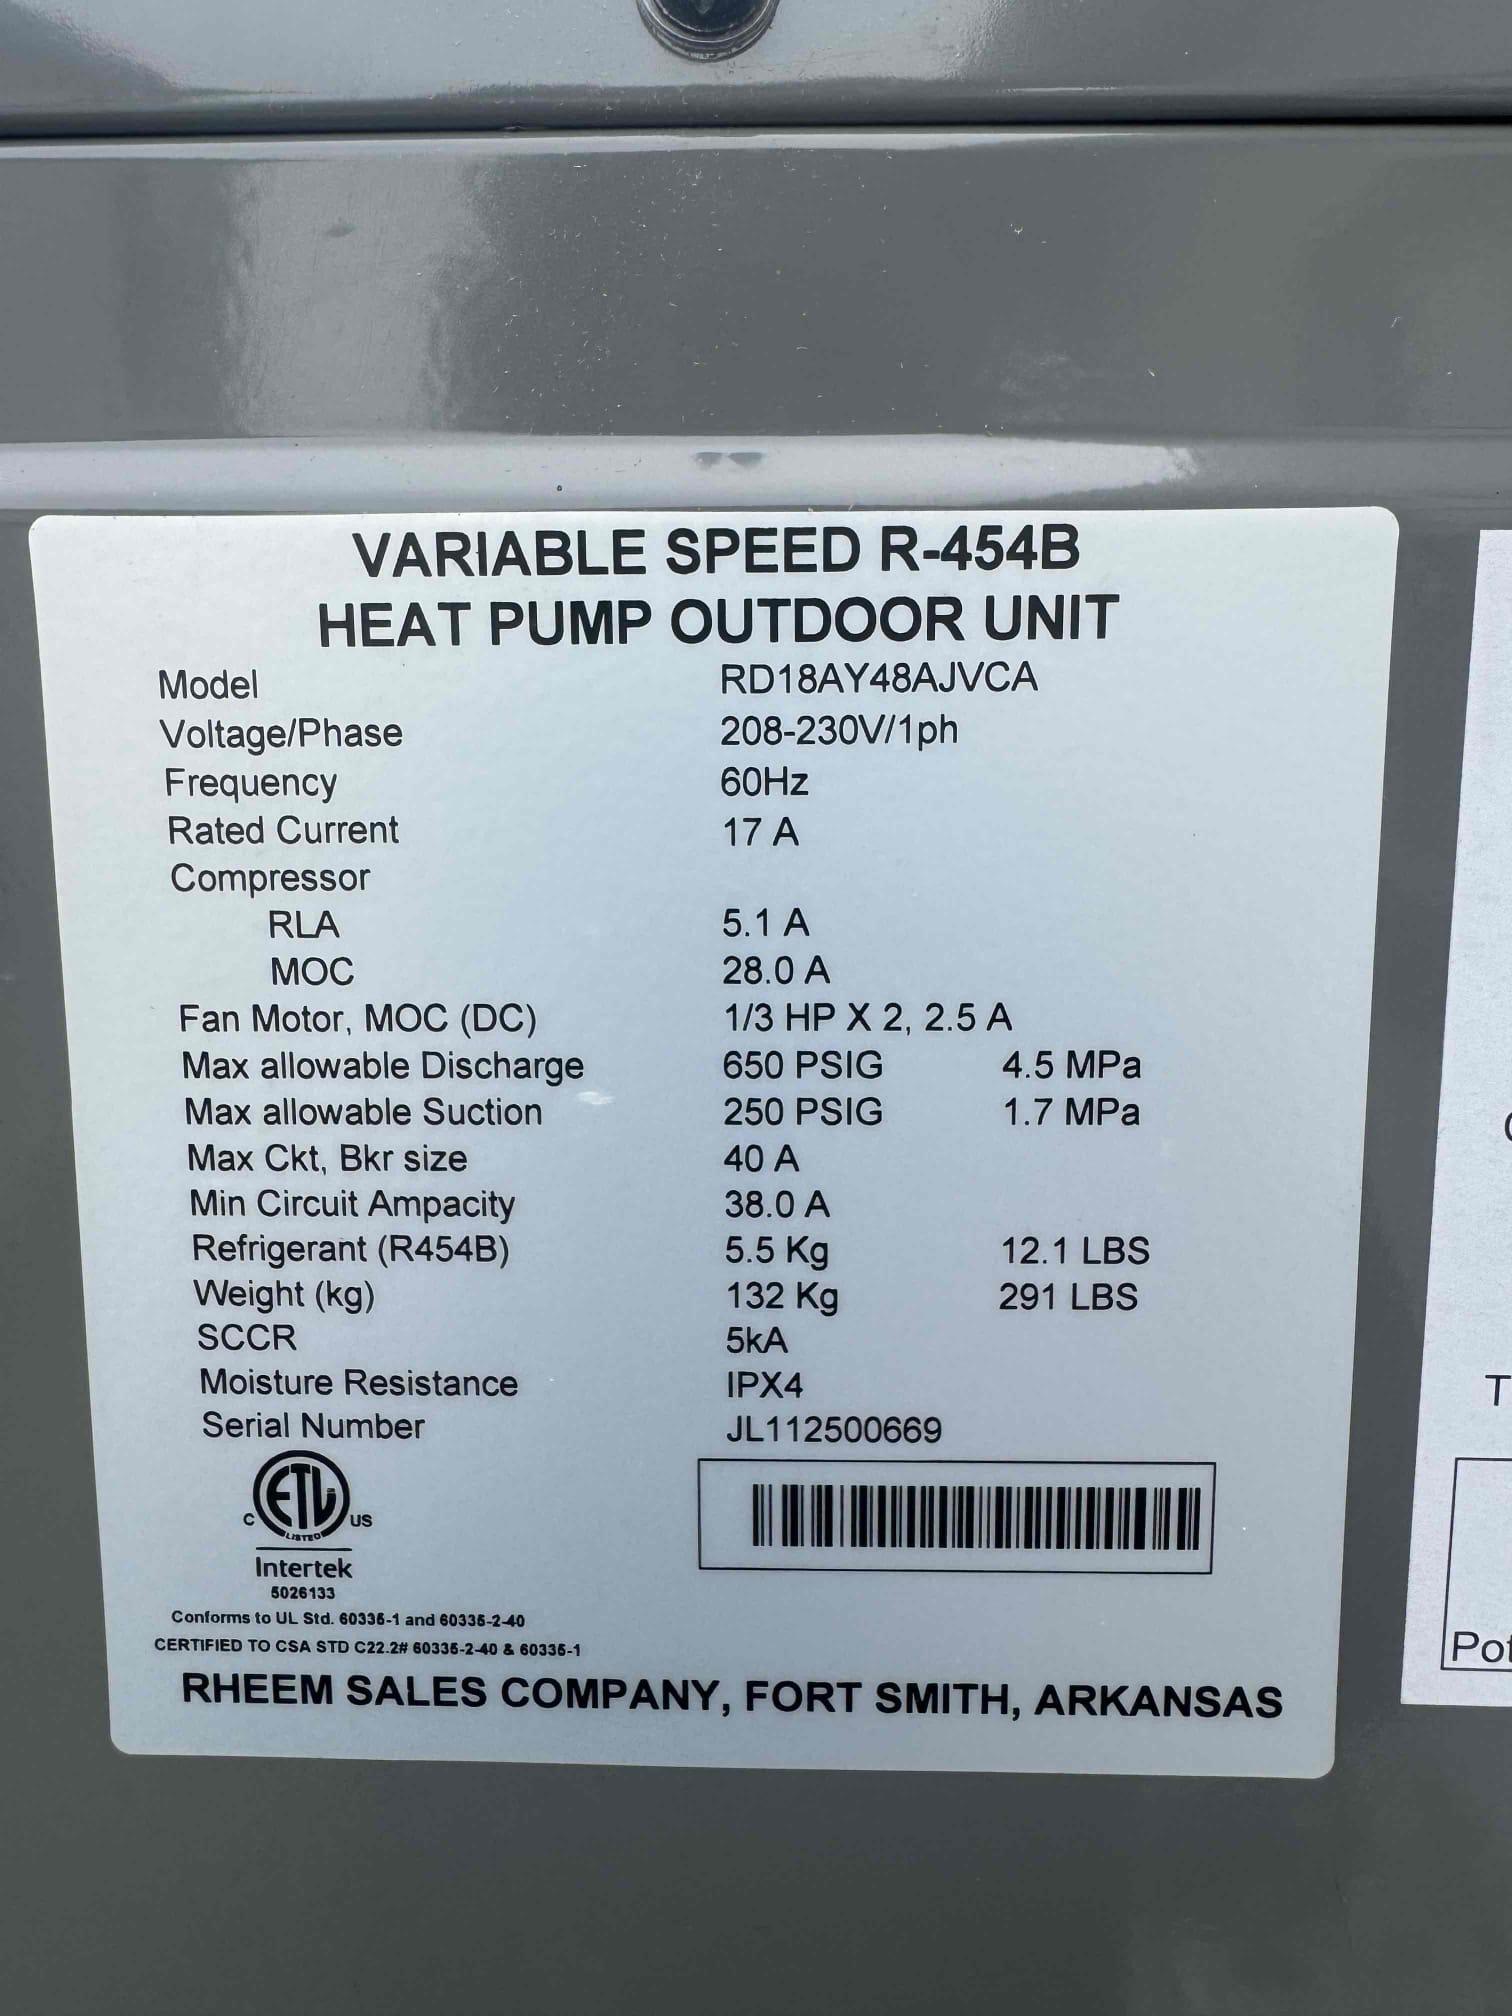 VARIABLE SPEED R-454B
HEAT PUMP OUTDOOR UNIT
Model RD18AY48AJVCA
Voltage/Phase 208-230V/1ph
Frequency 60Hz
Rated Current 17 A
Compressor
RLA 5.1 A
MOC 28.0 A
Fan Motor, MOC (DC) 1/3 HP X 2, 2.5 A
Max allowable Discharge 650 PSIG 4.5 MPa
Max allowable Suction 250 PSIG 1.7 MPa
Max Ckt, Bkr size 40 A
Min Circuit Ampacity 38.0 A
Refrigerant (R454B) 5.5 Kg 12.1 LBS
Weight (kg) 132 Kg 291 LBS
SCCR 5kA
Moisture Resistance IPX4
Serial Number JL112500669
ETL
C LISTED US
Intertek
5026133
Conforms to UL Std. 60335-1 and 60335-2-40
CERTIFIED TO CSA STD C22.2# 60335-2-40 & 60335-1
RHEEM SALES COMPANY, FORT SMITH, ARKANSAS